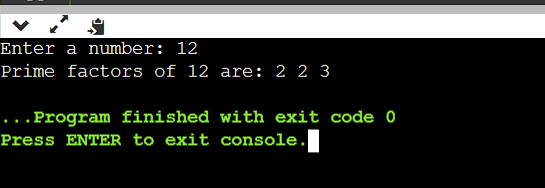 Enter a number: 12
Prime factors of 12 are: 2 2 3
...Program finished with exit code 0
Press ENTER to exit console.